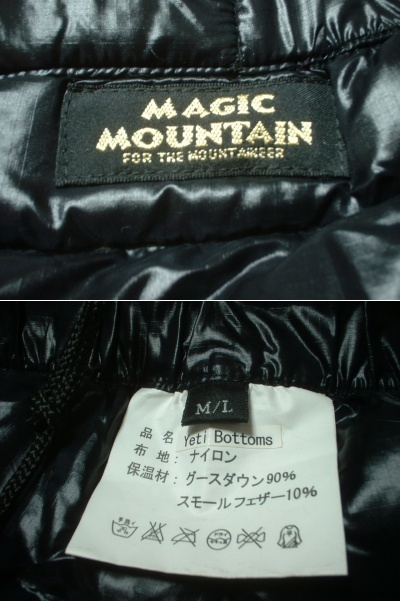 MAGIC
MOUNTAIN
FOR THE MOUNTAINEER
M/L
品 名 Yeti Bottoms
布 地: ナイロン
保温材: グースダウン90%
スモールフェザー10%